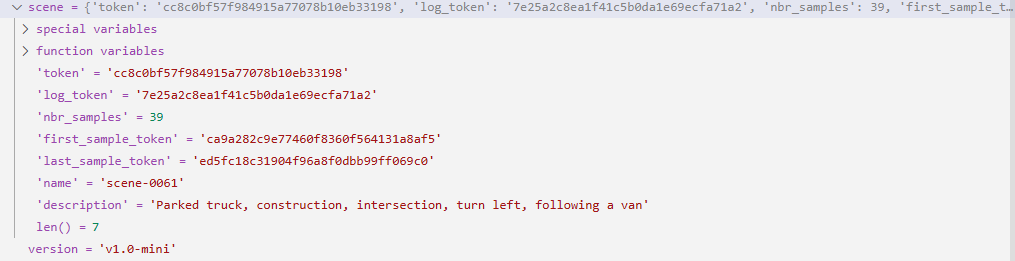 scene = {'token': 'cc8c0bf57f984915a77078b10eb33198', 'log_token': '7e25a2c8ea1f41c5b0da1e69ecfa71a2', 'nbr_samples': 39, 'first_sample_t…
special variables
function variables
'token' = 'cc8c0bf57f984915a77078b10eb33198'
'log_token' = '7e25a2c8ea1f41c5b0da1e69ecfa71a2'
'nbr_samples' = 39
'first_sample_token' = 'ca9a282c9e77460f8360f564131a8af5'
'last_sample_token' = 'ed5fc18c31904f96a8f0dbb99ff069c0'
'name' = 'scene-0061'
'description' = 'Parked truck, construction, intersection, turn left, following a van'
len() = 7
version = 'v1.0-mini'